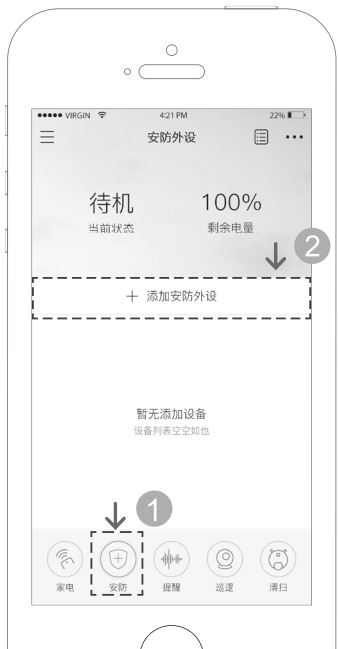 VIRGIN 4:21 PM 22%
安防外设
待机 100%
当前状态 剩余电量
2
+ 添加安防外设
暂无添加设备
设备列表空空如也
1
家电 安防 提醒 巡逻 清扫